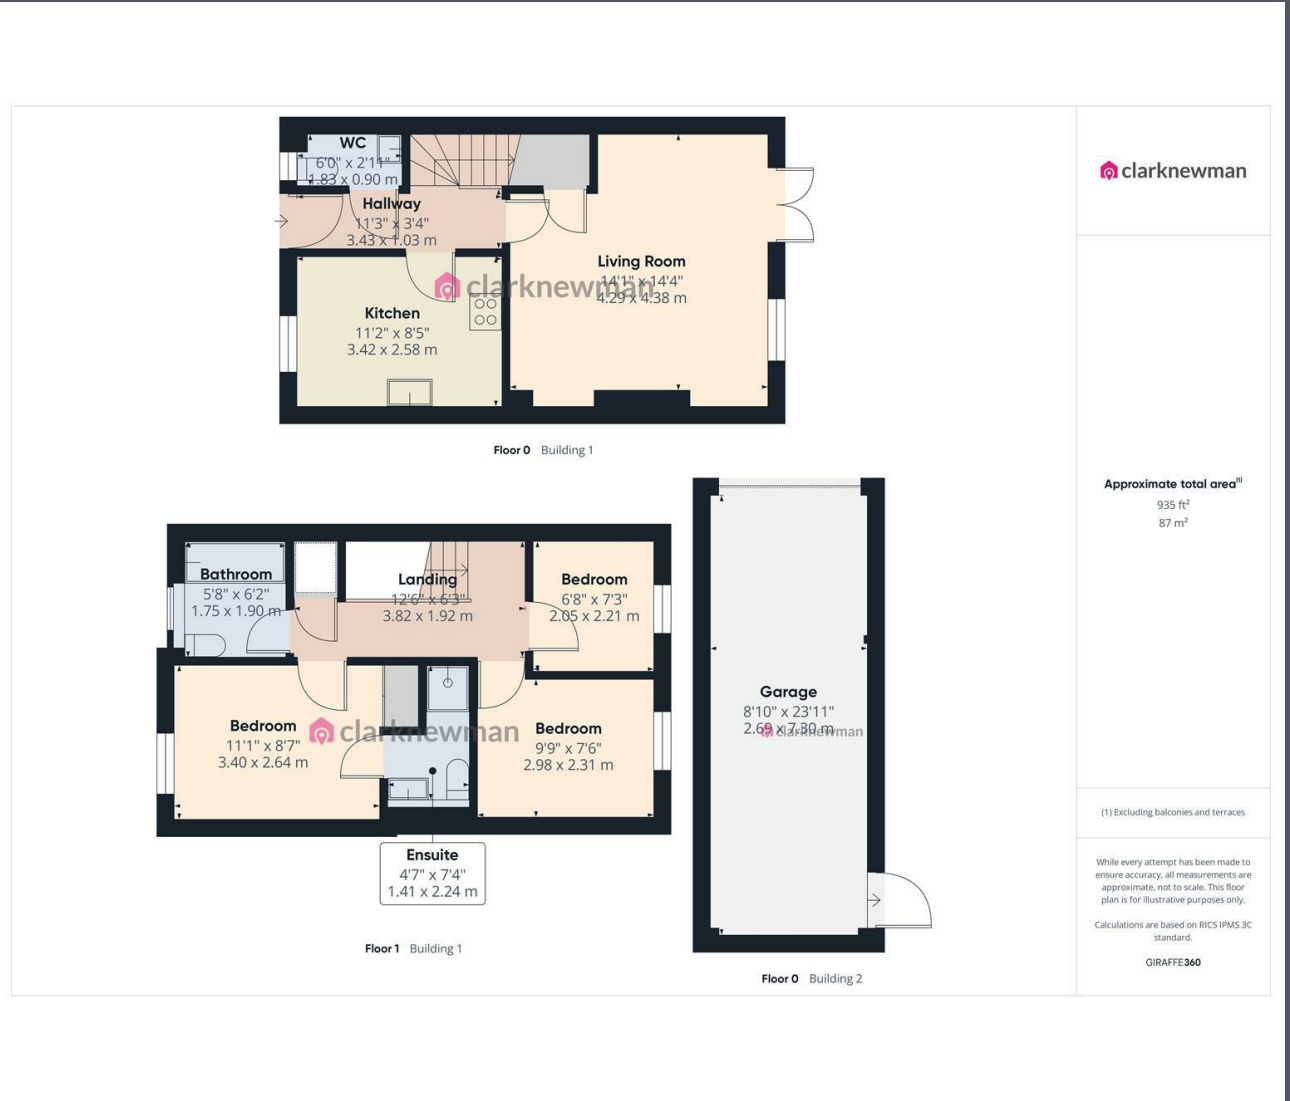 WC
6'0" x 2'11"
1.83 x 0.90 m
Hallway
11'3" x 3'4"
3.43 x 1.03 m
Living Room
14'1" x 14'4"
4.29 x 4.38 m
clarknewman
Kitchen
11'2" x 8'5"
3.42 x 2.58 m
Floor 0 Building 1
Bathroom
5'8" x 6'2"
1.75 x 1.90 m
Landing
12'6" x 6'3"
3.82 x 1.92 m
Bedroom
6'8" x 7'3"
2.05 x 2.21 m
Bedroom
11'1" x 8'7"
3.40 x 2.64 m
clarknewman
Bedroom
9'9" x 7'6"
2.98 x 2.31 m
Ensuite
4'7" x 7'4"
1.41 x 2.24 m
Floor 1 Building 1
Garage
8'10" x 23'11"
2.69 x 7.30 m
clarknewman
Floor 0 Building 2
clarknewman
Approximate total area(1)
935 ft²
87 m²
(1) Excluding balconies and terraces
While every attempt has been made to
ensure accuracy, all measurements are
approximate, not to scale. This floor
plan is for illustrative purposes only.
Calculations are based on RICS IPMS 3C
standard.
GIRAFFE360